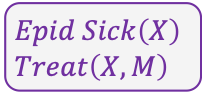 Epid Sick(X)
Treat(X, M)